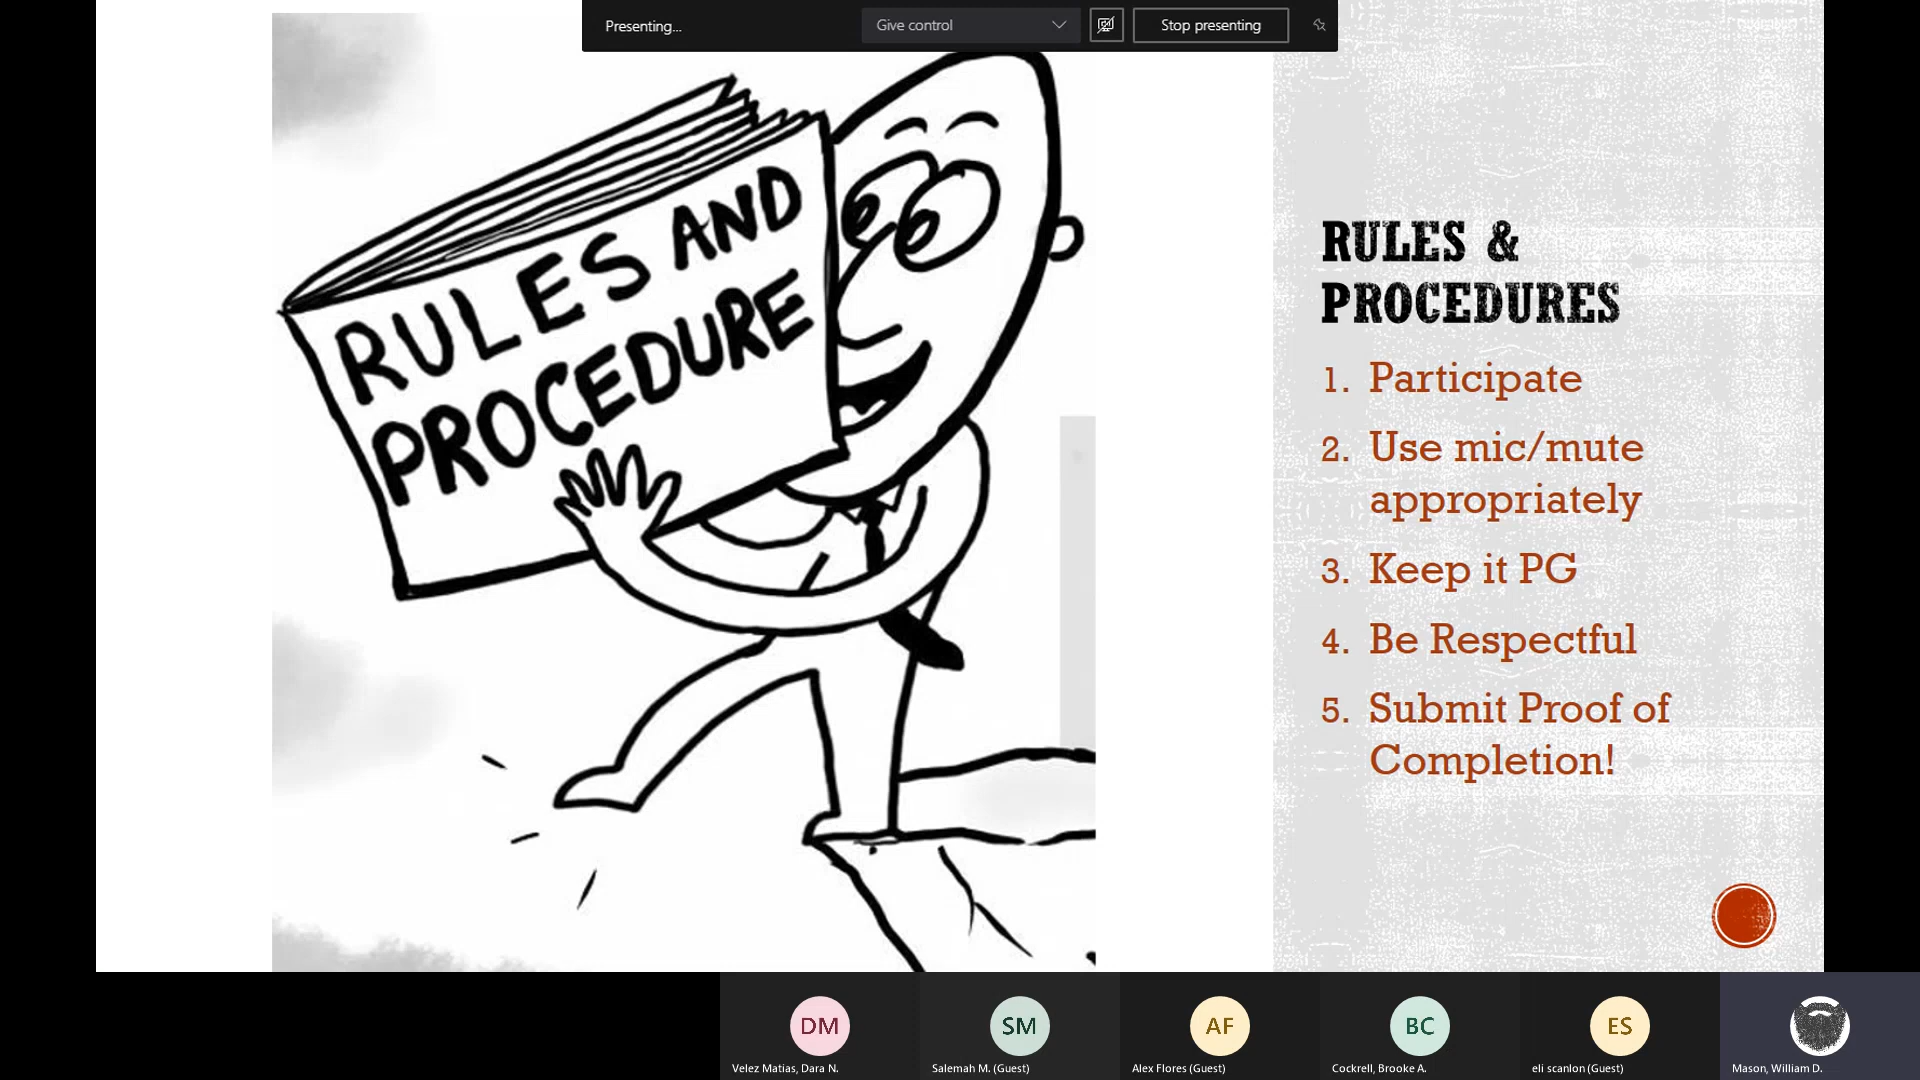 Presenting...
Give control
Stop presenting
RULES AND
PROCEDURE
RULES &
PROCEDURES
1. Participate
2. Use mic/mute
appropriately
3. Keep it PG
4. Be Respectful
5. Submit Proof of
Completion!
DM
SM
AF
BC
ES
Velez Matias, Dara N.
Salemah M. (Guest)
Alex Flores (Guest)
Cockrell, Brooke A.
eli scanlon (Guest)
Mason, William D.